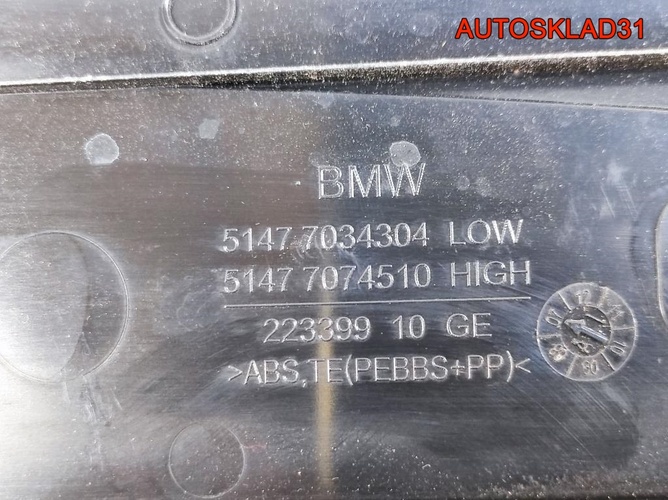 AUTOSKLAD31
BMW
5147 7034304 LOW
5147 7074510 HIGH
223399 10 GE
>ABS,TE(PEBBS+PP)<